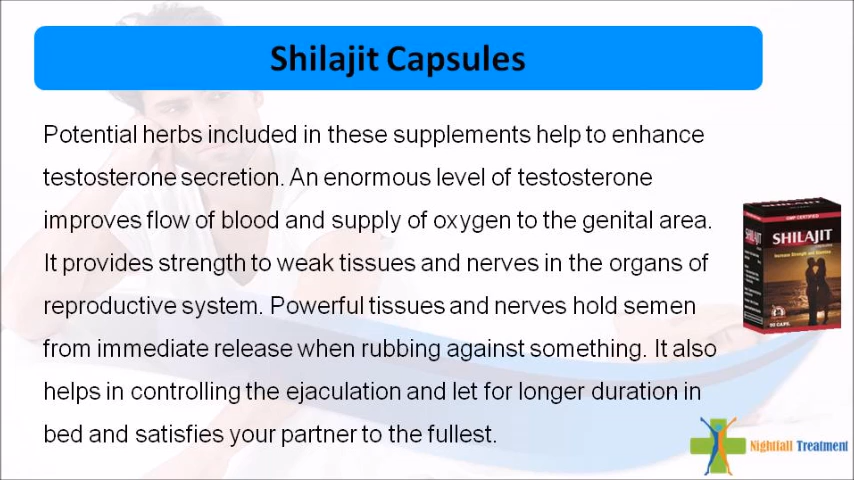 Shilajit Capsules
Potential herbs included in these supplements help to enhance
testosterone secretion. An enormous level of testosterone
improves flow of blood and supply of oxygen to the genital area.
It provides strength to weak tissues and nerves in the organs of
reproductive system. Powerful tissues and nerves hold semen
from immediate release when rubbing against something. It also
helps in controlling the ejaculation and let for longer duration in
bed and satisfies your partner to the fullest.
GMP CERTIFIED
SHILAJIT
SHILAJIT
Nightfall Treatment